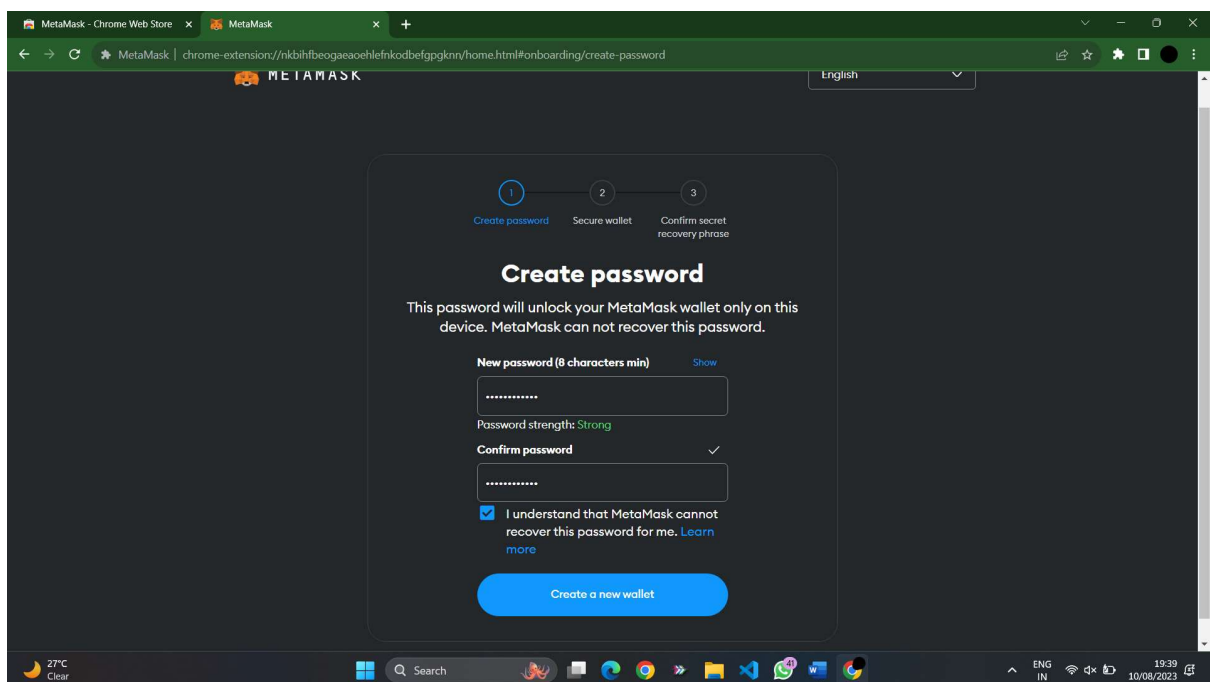 MetaMask - Chrome Web Store
MetaMask
MetaMask | chrome-extension://nkbihfbeogaeaoehlefnkodbefgpgknn/home.html#onboarding/create-password
METAMASK
English
1
2
3
Create password
Secure wallet
Confirm secret
recovery phrase
Create password
This password will unlock your MetaMask wallet only on this
device. MetaMask can not recover this password.
New password (8 characters min)
Show
••••••••••••
Password strength: Strong
Confirm password
••••••••••••
I understand that MetaMask cannot
recover this password for me. Learn
more
Create a new wallet
27°C
Clear
Search
41
ENG
IN
19:39
10/08/2023